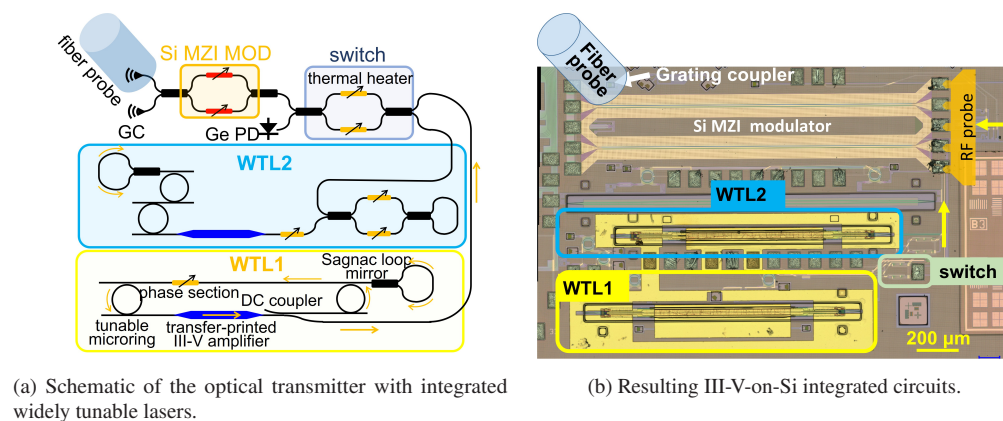 fiber probe
Si MZI MOD
switch
thermal heater
GC
Ge PD
WTL2
WTL1
Sagnac loop
mirror
phase section
DC coupler
tunable
microring
transfer-printed
III-V amplifier
(a) Schematic of the optical transmitter with integrated
widely tunable lasers.
Fiber
probe
Grating coupler
Si MZI modulator
RF probe
WTL2
B3
switch
WTL1
200 µm
(b) Resulting III-V-on-Si integrated circuits.